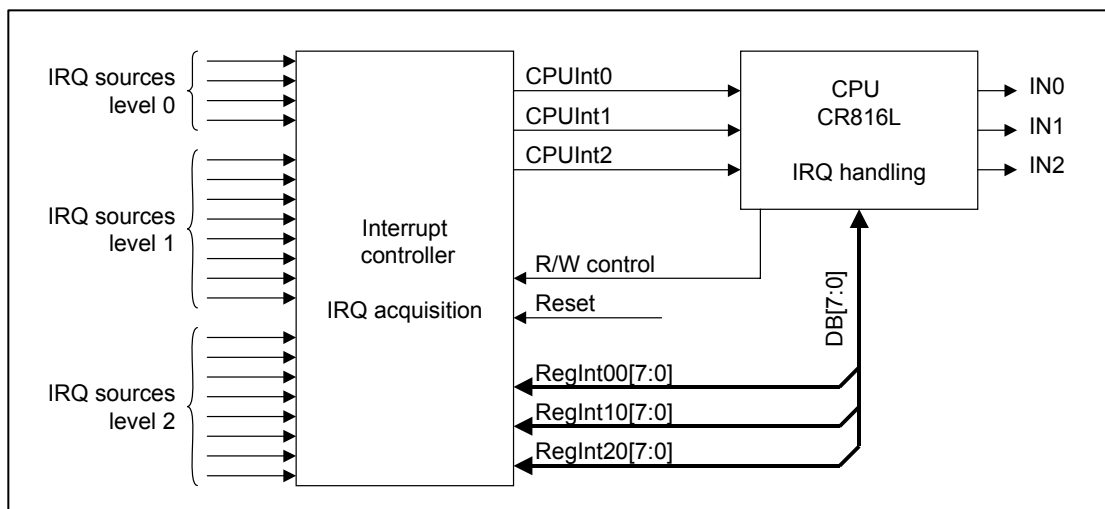 IRQ sources
level 0
IRQ sources
level 1
IRQ sources
level 2
Interrupt
controller
IRQ acquisition
CPUInt0
CPUInt1
CPUInt2
R/W control
Reset
RegInt00[7:0]
RegInt10[7:0]
RegInt20[7:0]
DB[7:0]
CPU
CR816L
IRQ handling
IN0
IN1
IN2